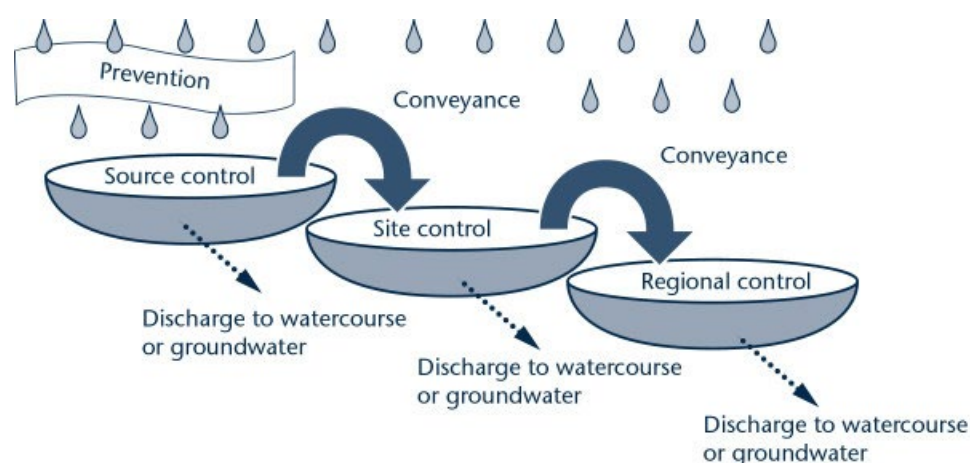 Prevention
Conveyance
Conveyance
Source control
Site control
Regional control
Discharge to watercourse
or groundwater
Discharge to watercourse
or groundwater
Discharge to watercourse
or groundwater